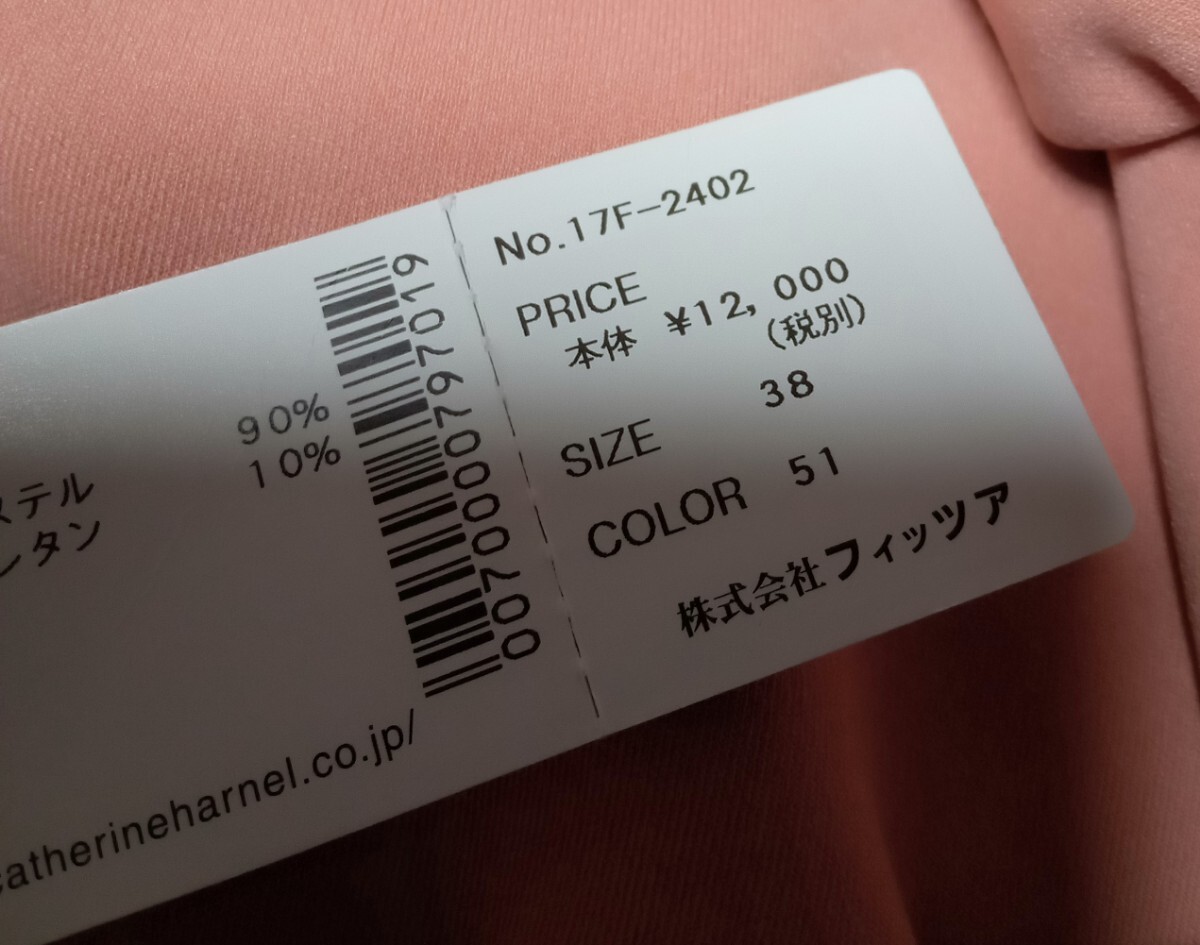 ステル 90%
ンタン 10%
0070000797019
catherineharnel.co.jp/
No.17F-2402
PRICE
本体 ¥12,000
(税別)
SIZE 38
COLOR 51
株式会社フィッツア